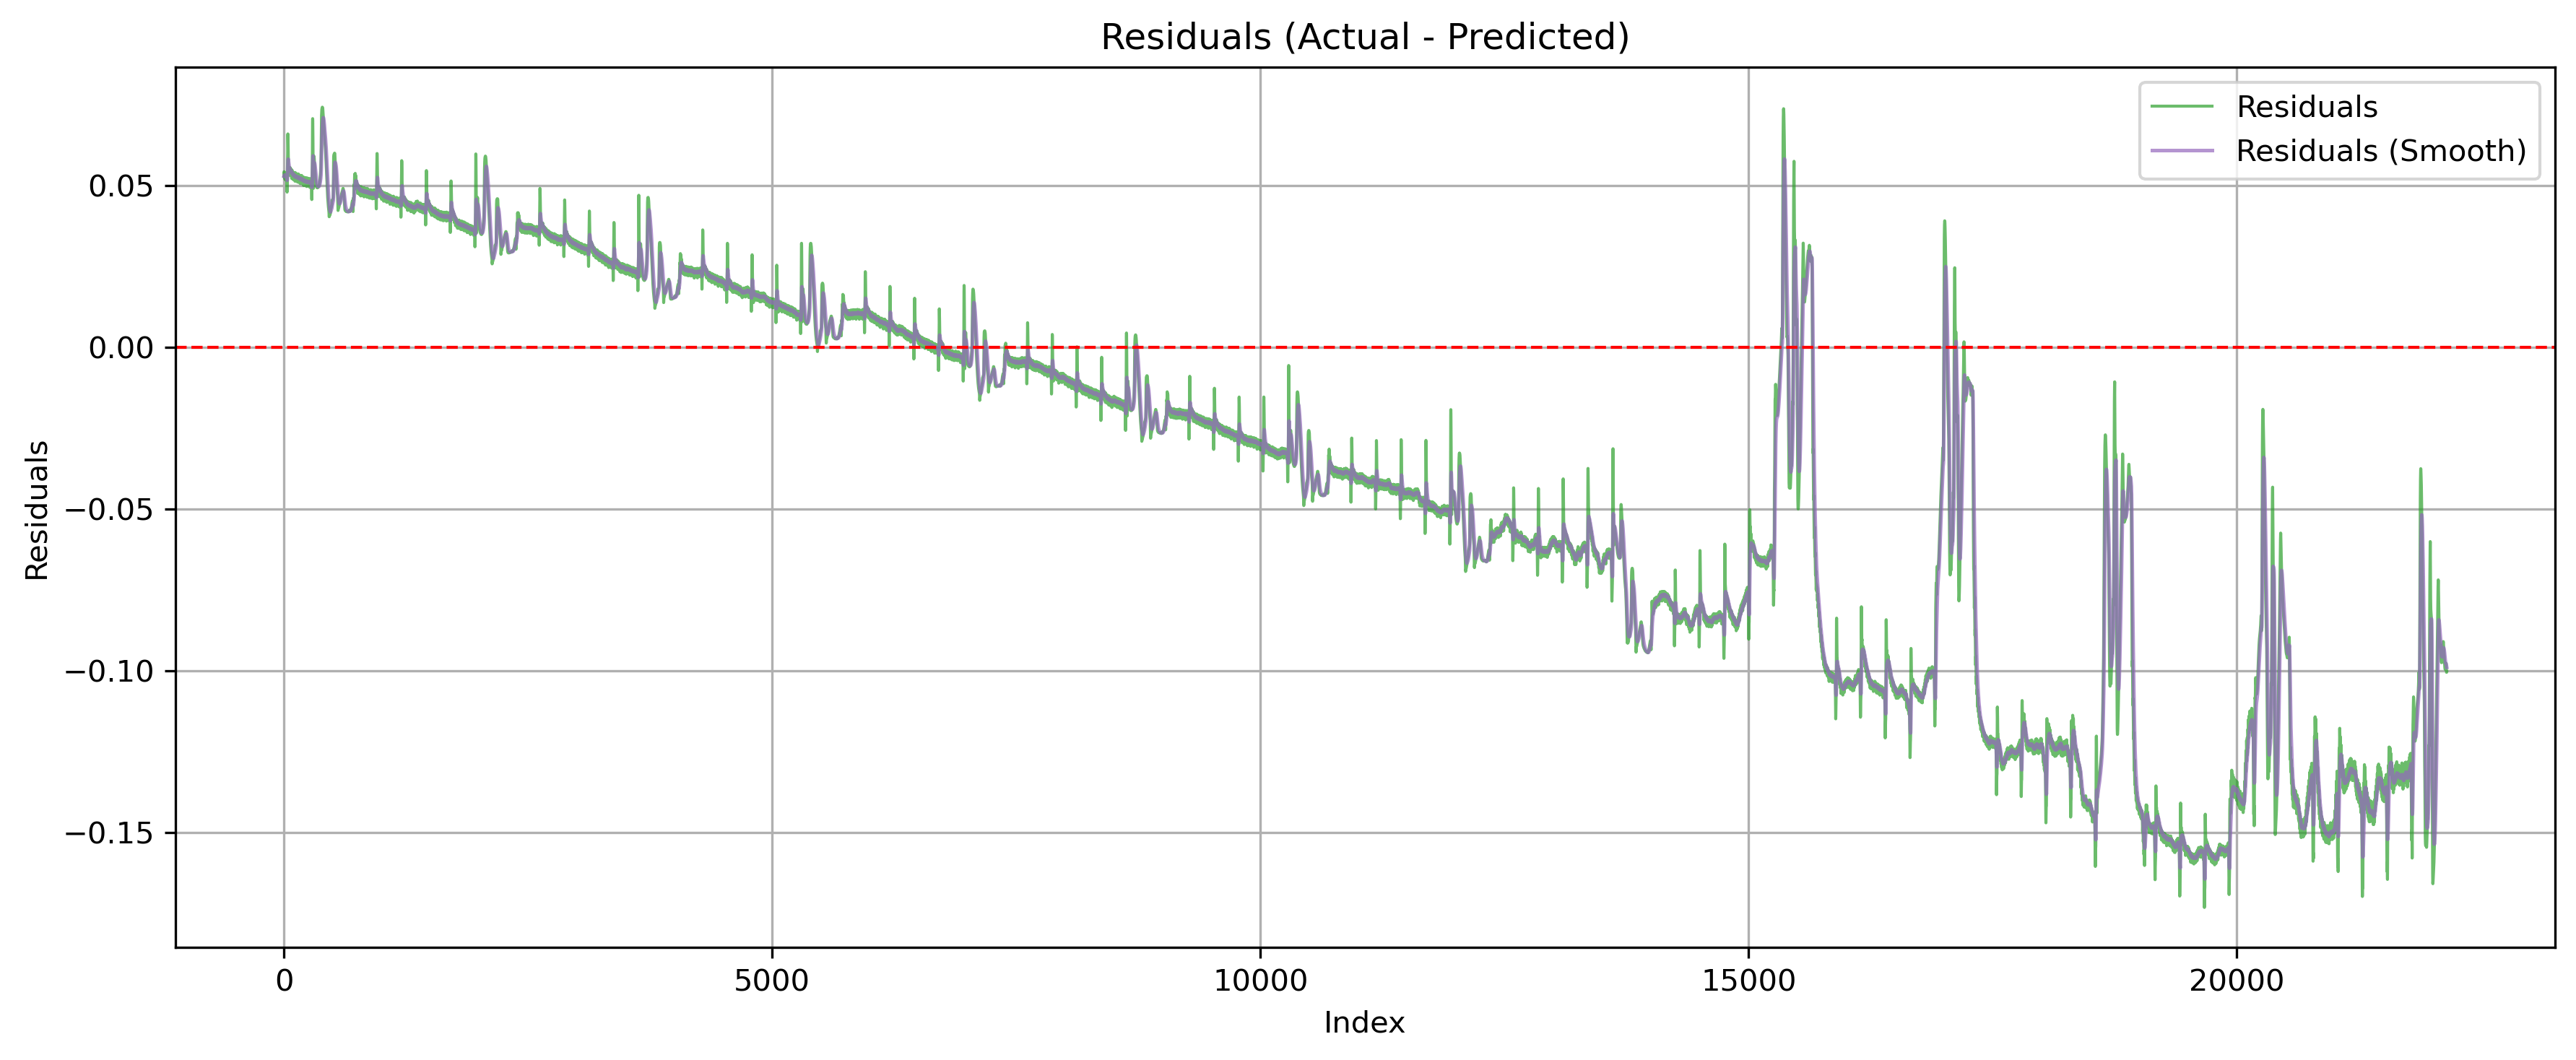 Residuals (Actual - Predicted)
Residuals
Residuals (Smooth)
Residuals
0.05
0.00
−0.05
−0.10
−0.15
0
5000
10000
15000
20000
Index